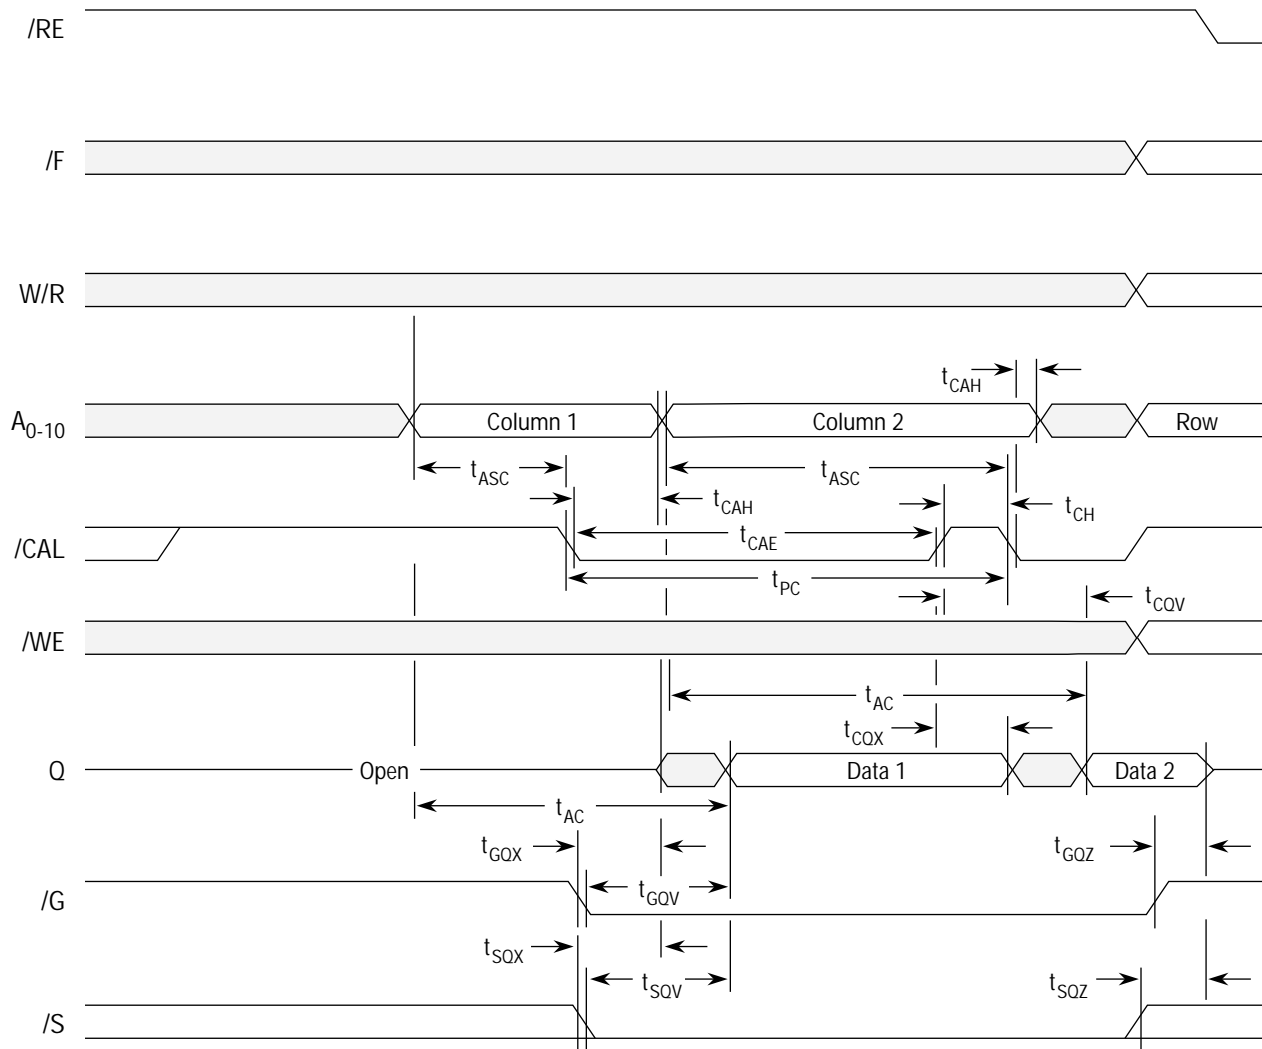 /RE
/F
W/R
tCAH
A0-10
Column 1
Column 2
Row
tASC
tASC
tCAH
tCH
/CAL
tCAE
tPC
tCQV
/WE
tAC
tCQX
Q
Open
Data 1
Data 2
tAC
tGQX
tGQZ
/G
tGQV
tSQX
tSQV
tSQZ
/S